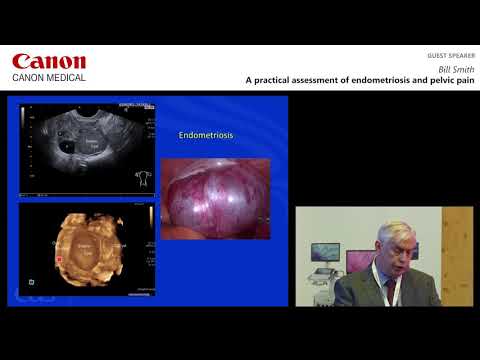 Canon
CANON MEDICAL
GUEST SPEAKER
Bill Smith
A practical assessment of endometriosis and pelvic pain
Endometriosis